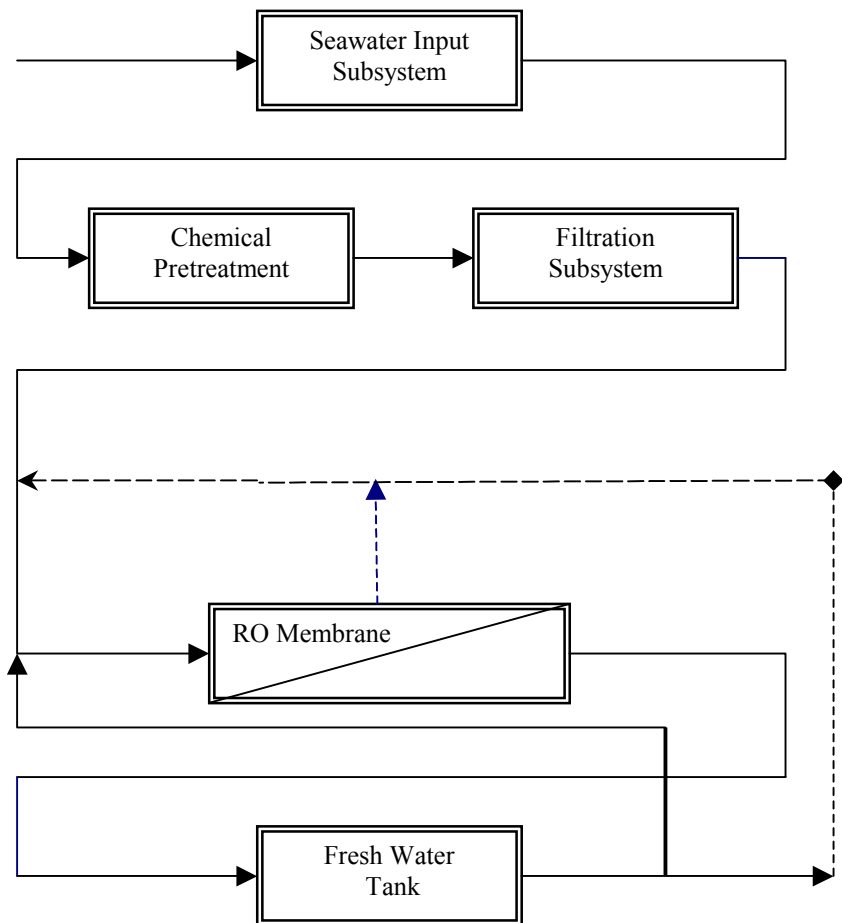 Seawater Input
Subsystem
Chemical
Pretreatment
Filtration
Subsystem
RO Membrane
Fresh Water
Tank